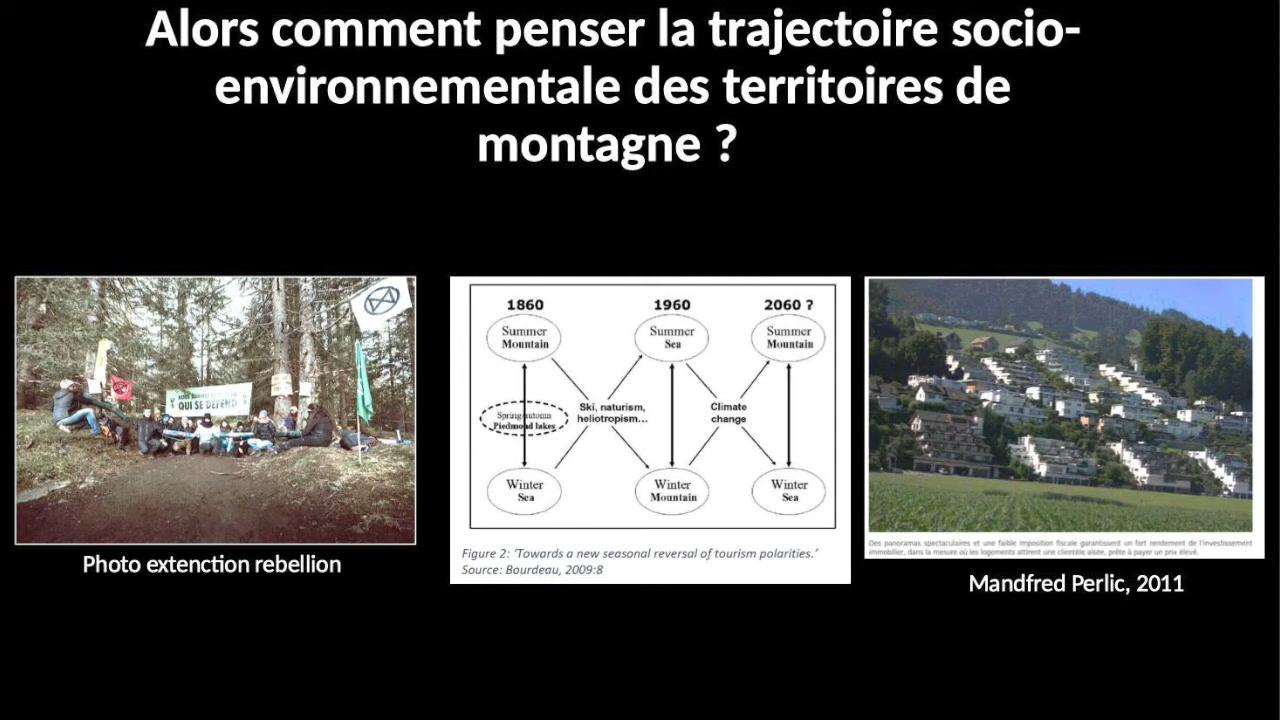 Alors comment penser la trajectoire socio-
environnementale des territoires de
montagne ?
QUI SE DÉFEND
Photo extenction rebellion
1860
1960
2060 ?
Summer
Mountain
Summer
Sea
Summer
Mountain
Spring/autumn
Piedmond lakes
Ski, naturism,
heliotropism...
Climate
change
Winter
Sea
Winter
Mountain
Winter
Sea
Figure 2: ‘Towards a new seasonal reversal of tourism polarities.’
Source: Bourdeau, 2009:8
Des panoramas spectaculaires et une faible imposition fiscale garantissent un fort rendement de l'investissement
immobilier, dans la mesure où les logements attirent une clientèle aisée, prête à payer un prix élevé.
Mandfred Perlic, 2011